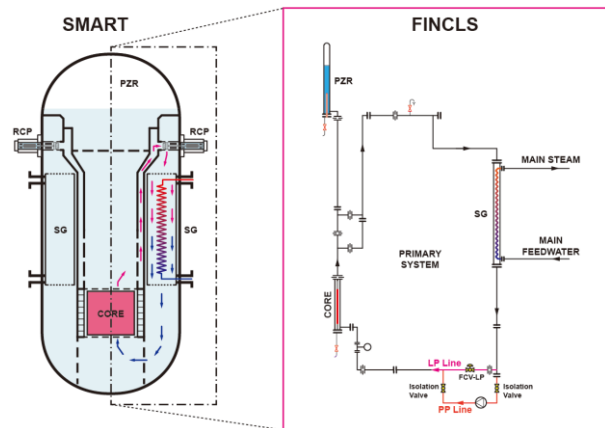 SMART
FINCLS
PZR
RCP
RCP
SG
SG
CORE
PZR
MAIN STEAM
SG
MAIN
FEEDWATER
PRIMARY
SYSTEM
CORE
LP Line
FCV-LP
Isolation
Valve
PP Line
Isolation
Valve